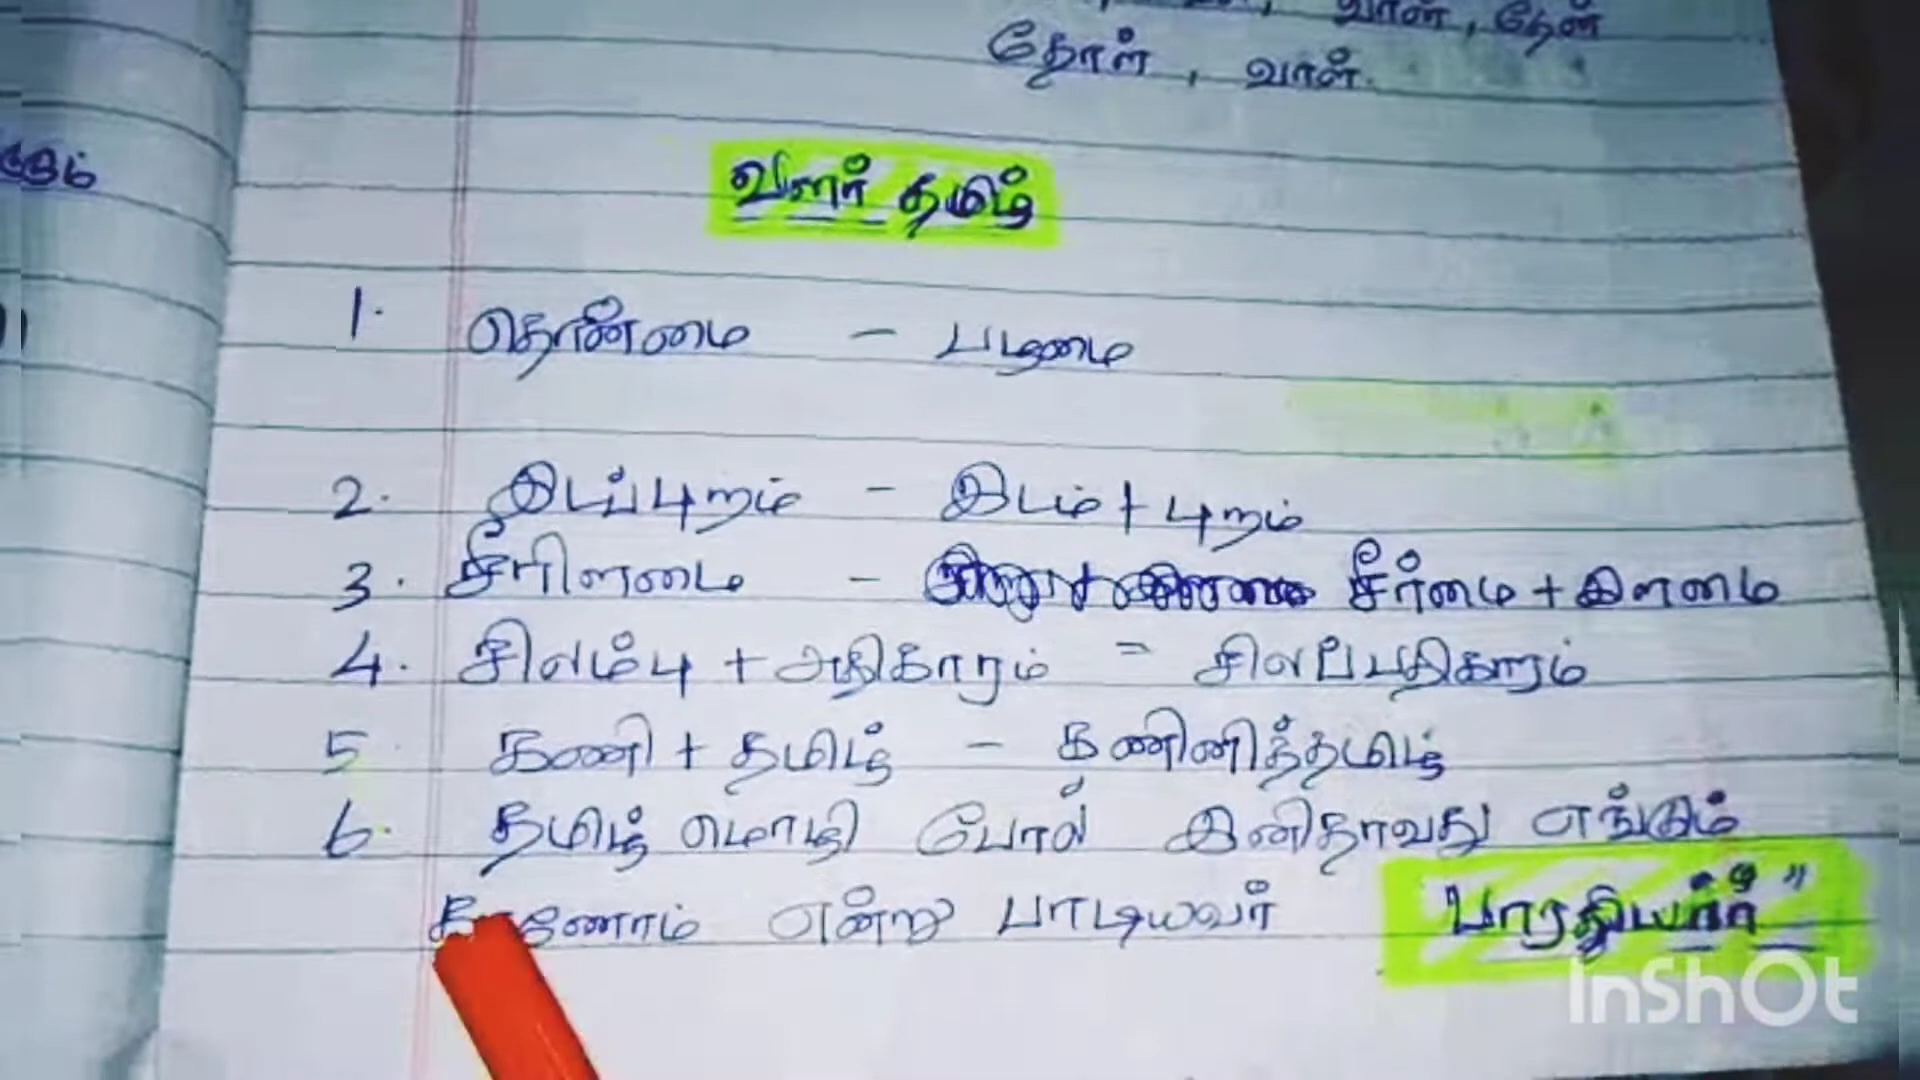 வான், தேன்
தோள், வாள்.
வளர் தமிழ்
1. தொன்மை - பழமை
2. இடப்புறம் - இடம் + புறம்
3. சீரிளமை - சீர்மை + இளமை
4. சிலம்பு + அதிகாரம் = சிலப்பதிகாரம்
5 கணி + தமிழ் - கணினித்தமிழ்
6. தமிழ் மொழி போல் இனிதாவது எங்கும்
காணோம் என்று பாடியவர் பாரதியார்
InShOt